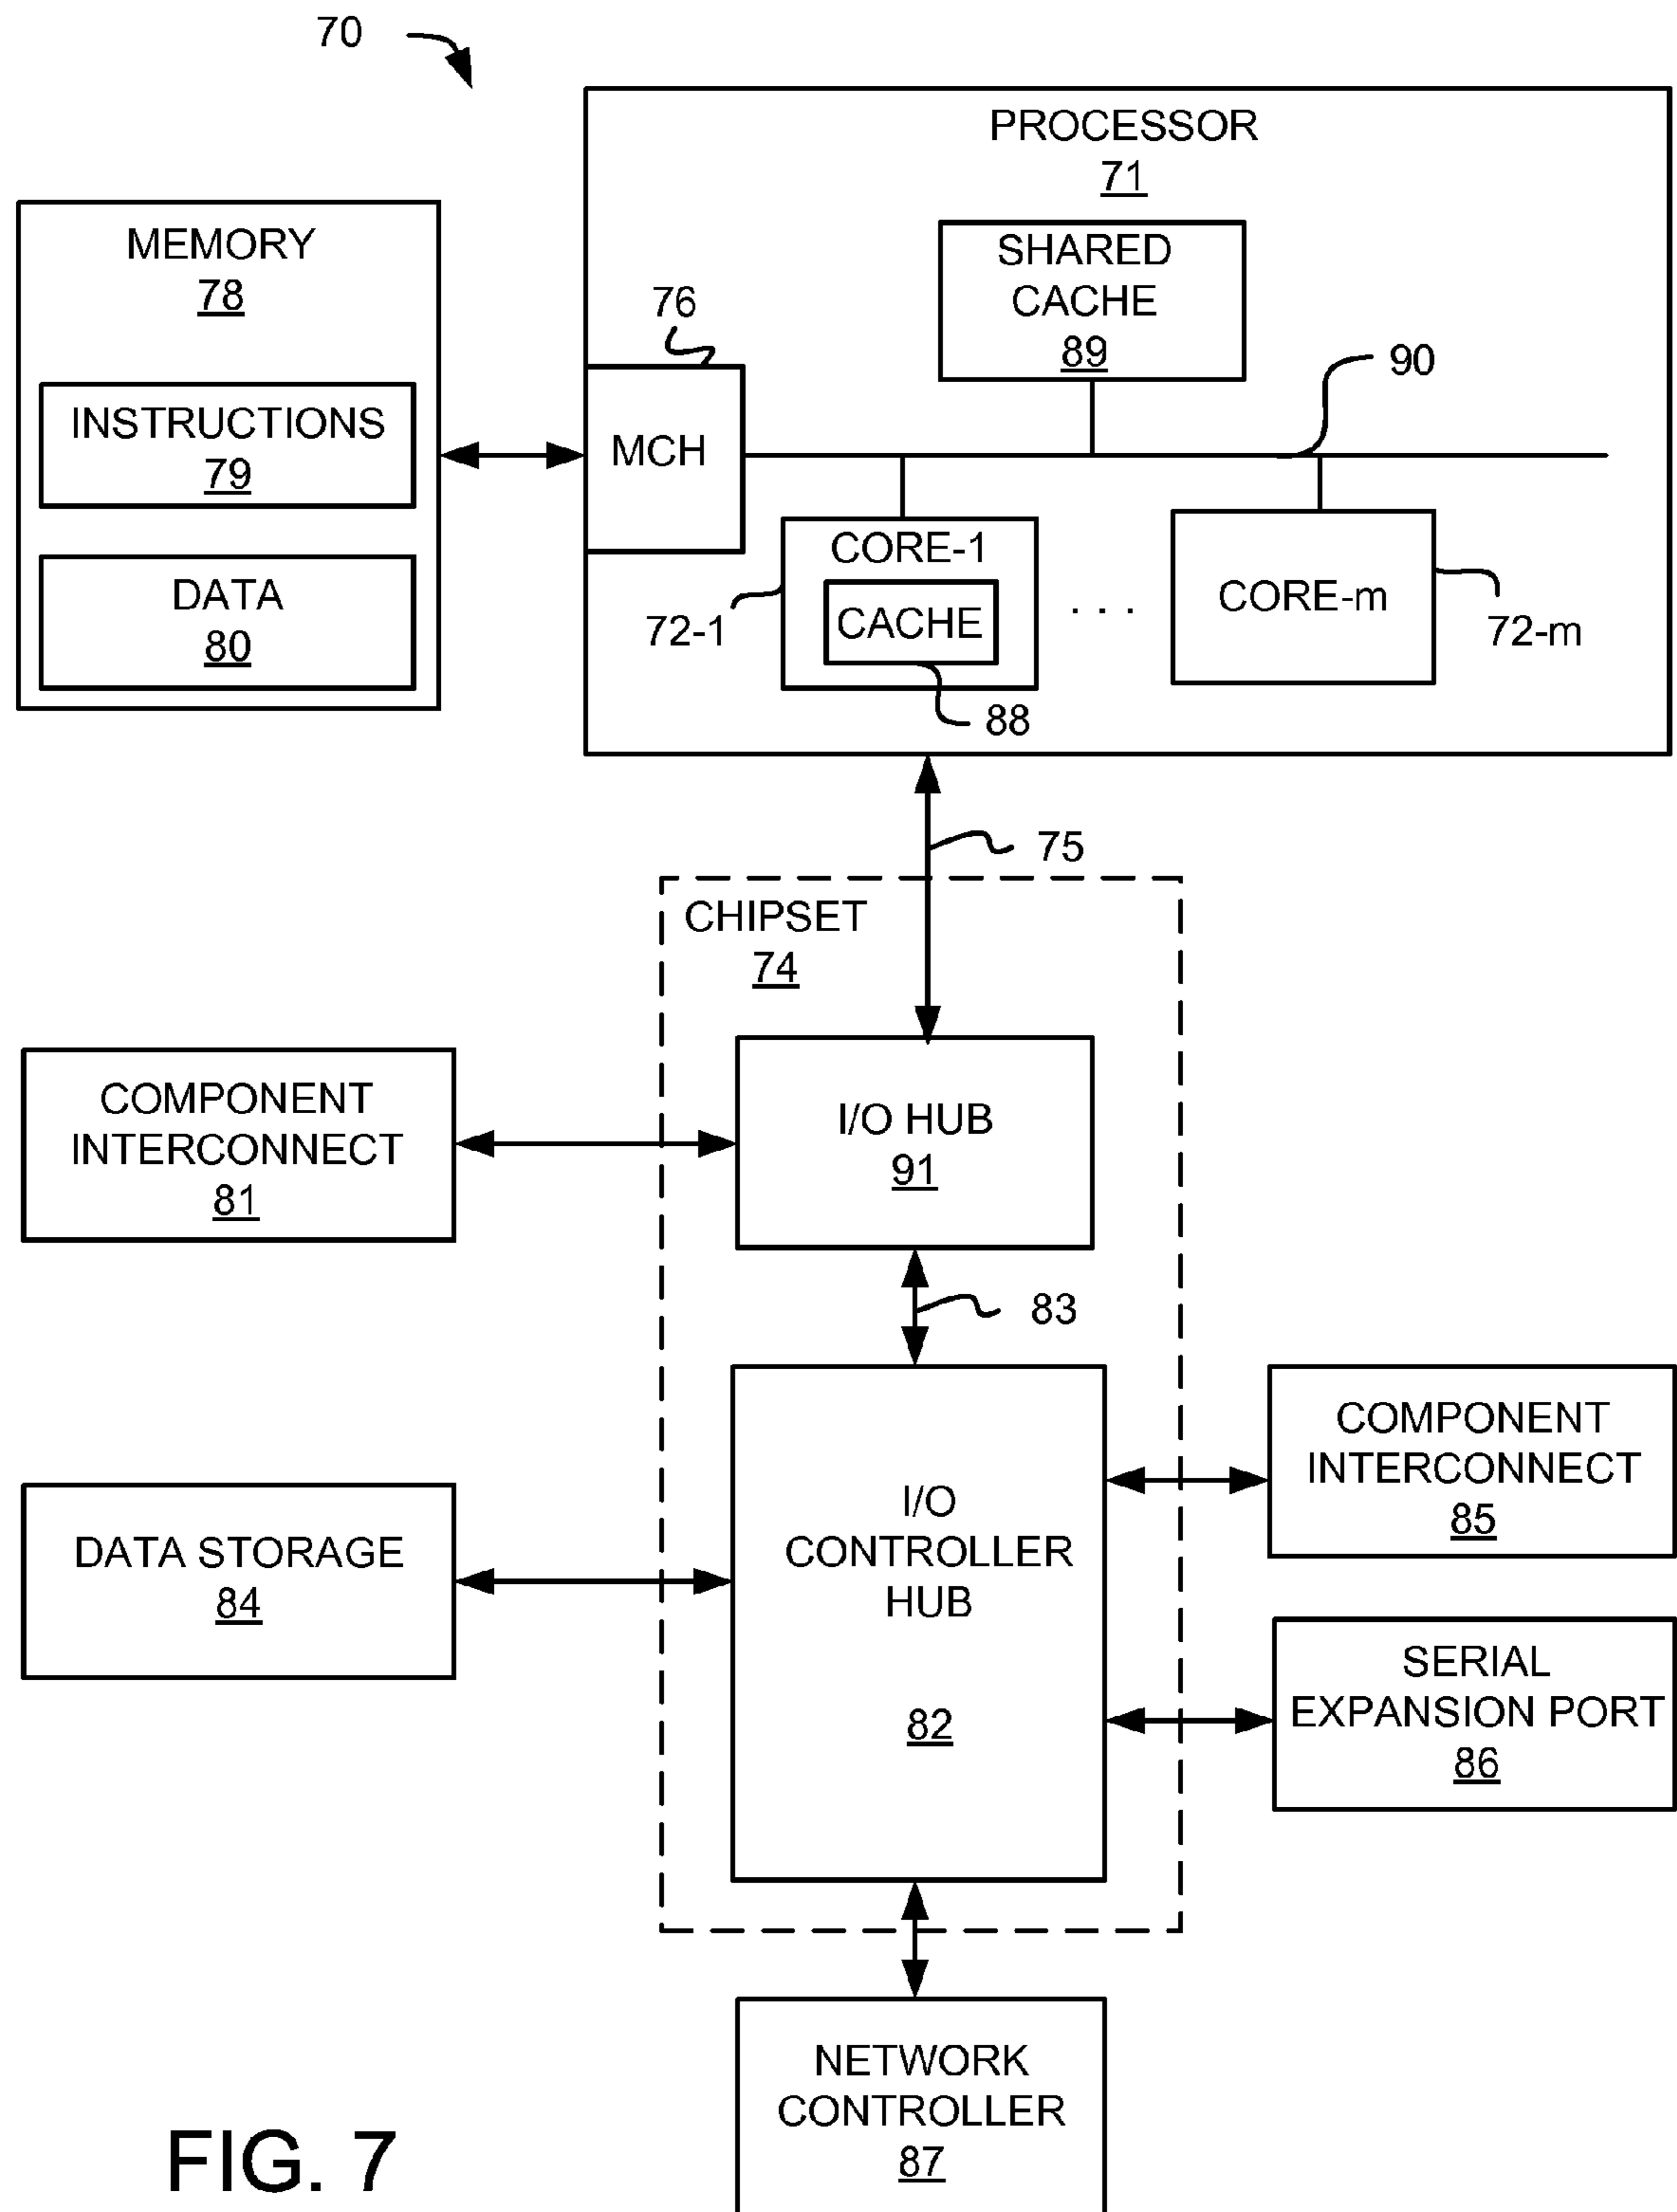 70
PROCESSOR
71
MEMORY
78
INSTRUCTIONS
79
DATA
80
76
MCH
SHARED
CACHE
89
90
CORE-1
CACHE
72-1
88
. . .
CORE-m
72-m
75
CHIPSET
74
COMPONENT
INTERCONNECT
81
I/O HUB
91
83
I/O
CONTROLLER
HUB
82
COMPONENT
INTERCONNECT
85
DATA STORAGE
84
SERIAL
EXPANSION PORT
86
NETWORK
CONTROLLER
87
FIG. 7